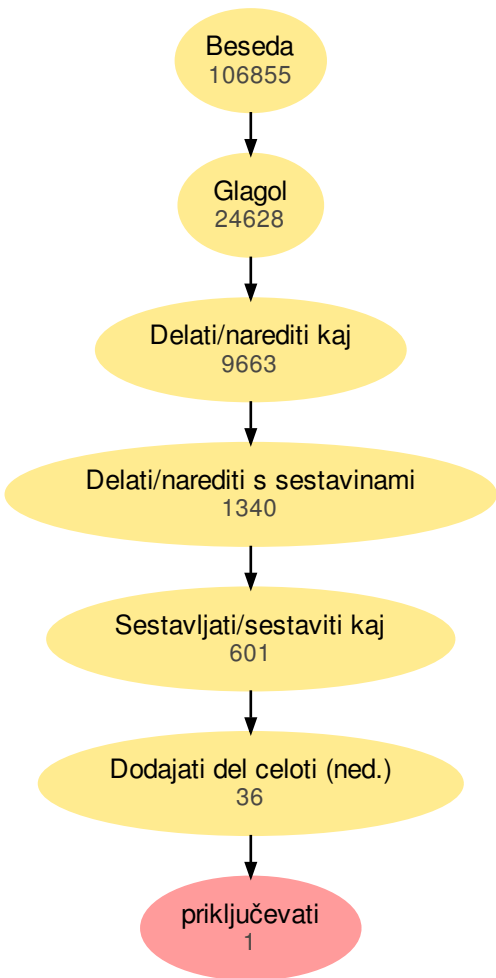 Beseda
106855
Glagol
24628
Delati/narediti kaj
9663
Delati/narediti s sestavinami
1340
Sestavljati/sestaviti kaj
601
Dodajati del celoti (ned.)
36
priključevati
1